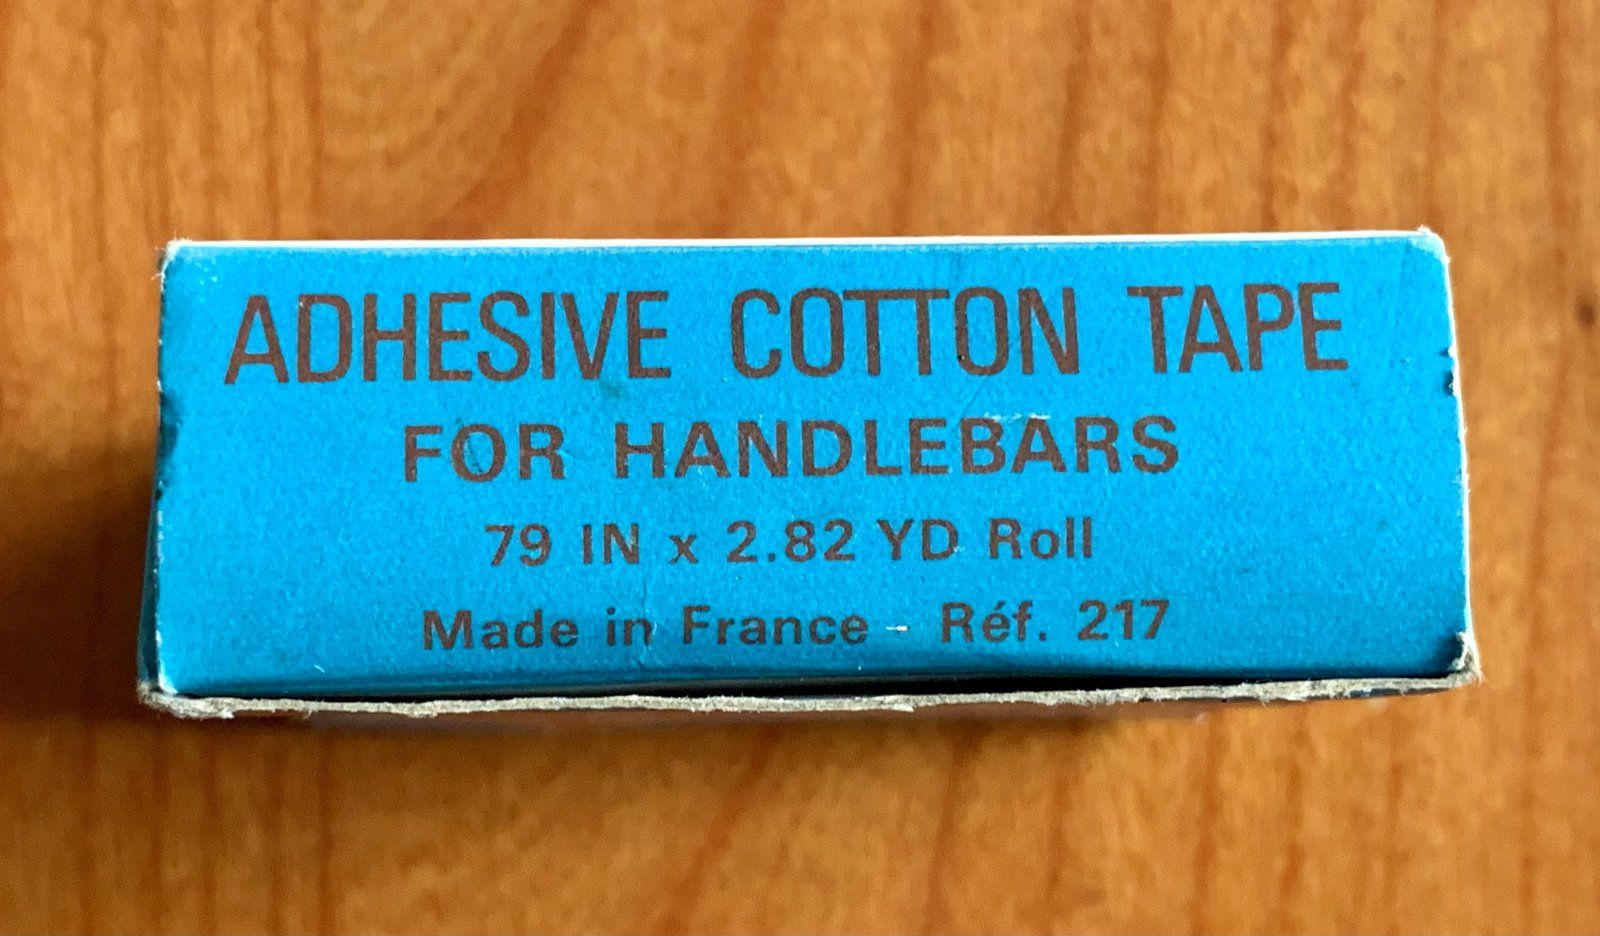 ADHESIVE COTTON TAPE
FOR HANDLEBARS
79 IN x 2.82 YD Roll
Made in France - Réf. 217